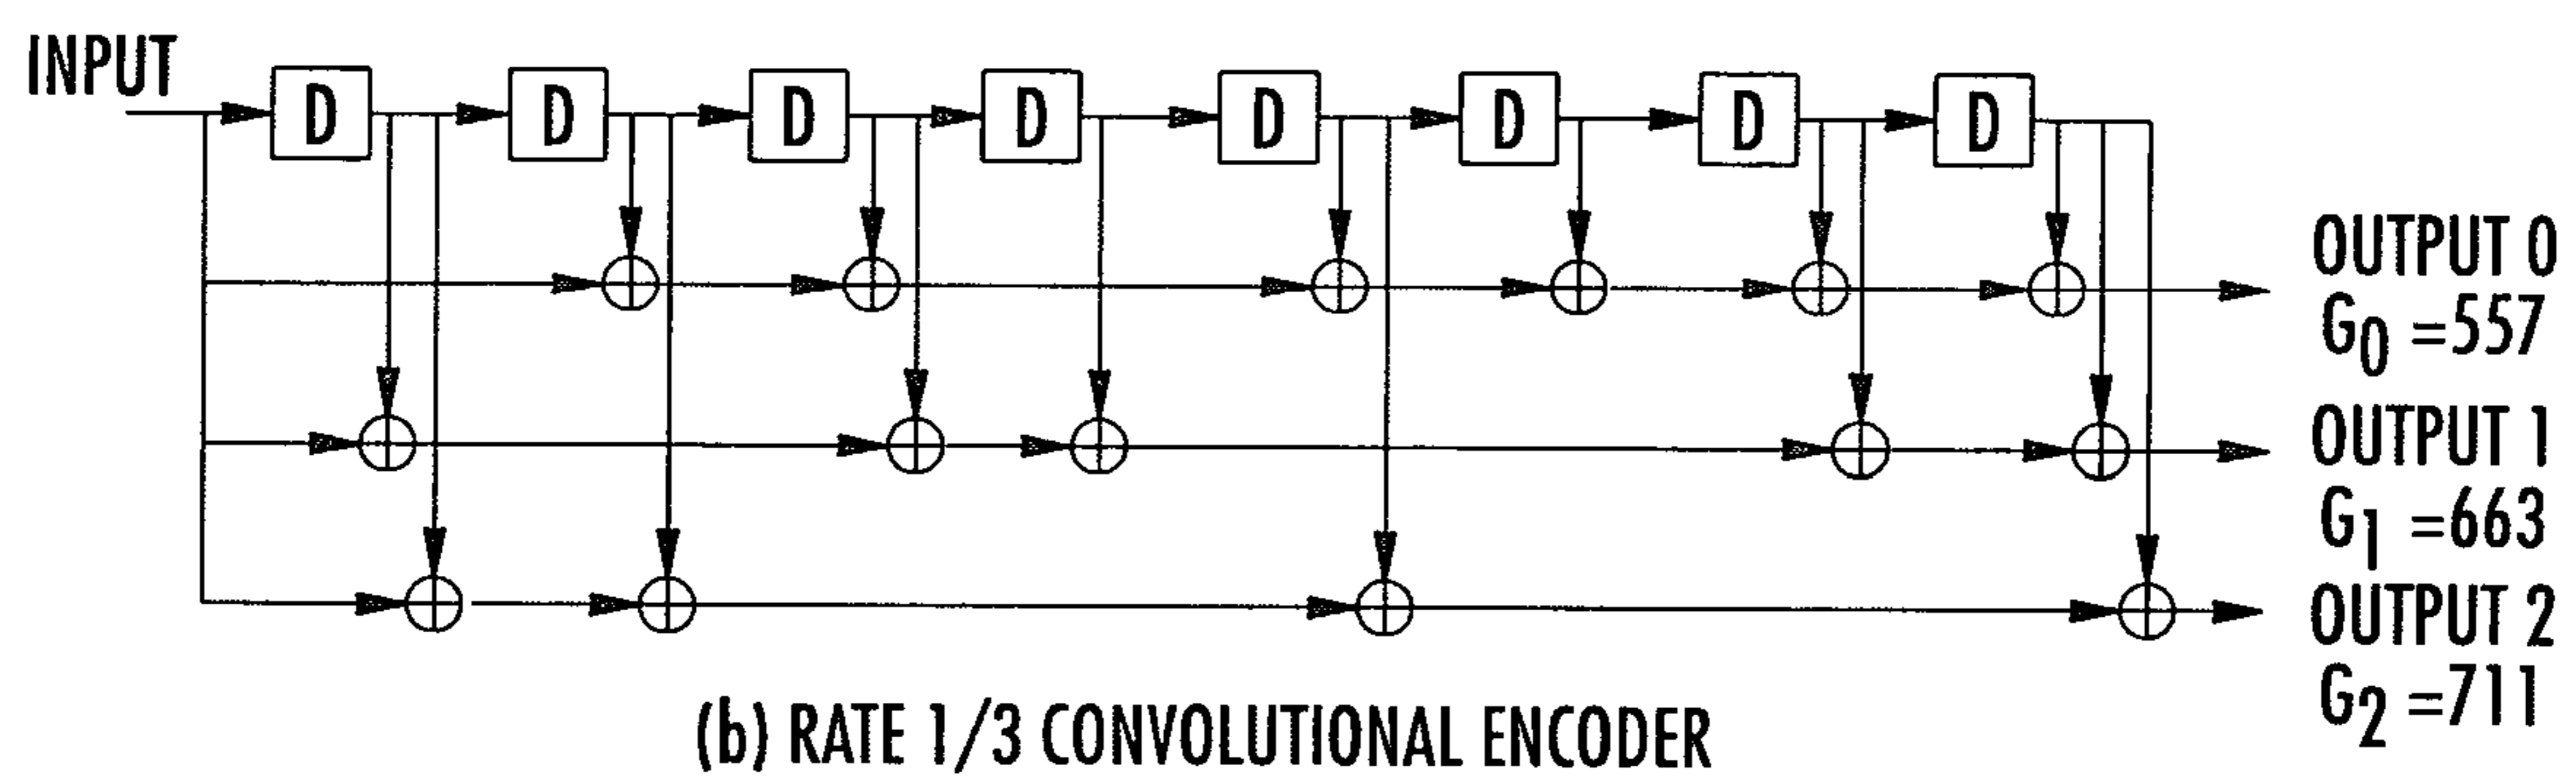 INPUT
D D D D D D D D
OUTPUT 0
G0 =557
OUTPUT 1
G1 =663
OUTPUT 2
G2 =711
(b) RATE 1/3 CONVOLUTIONAL ENCODER